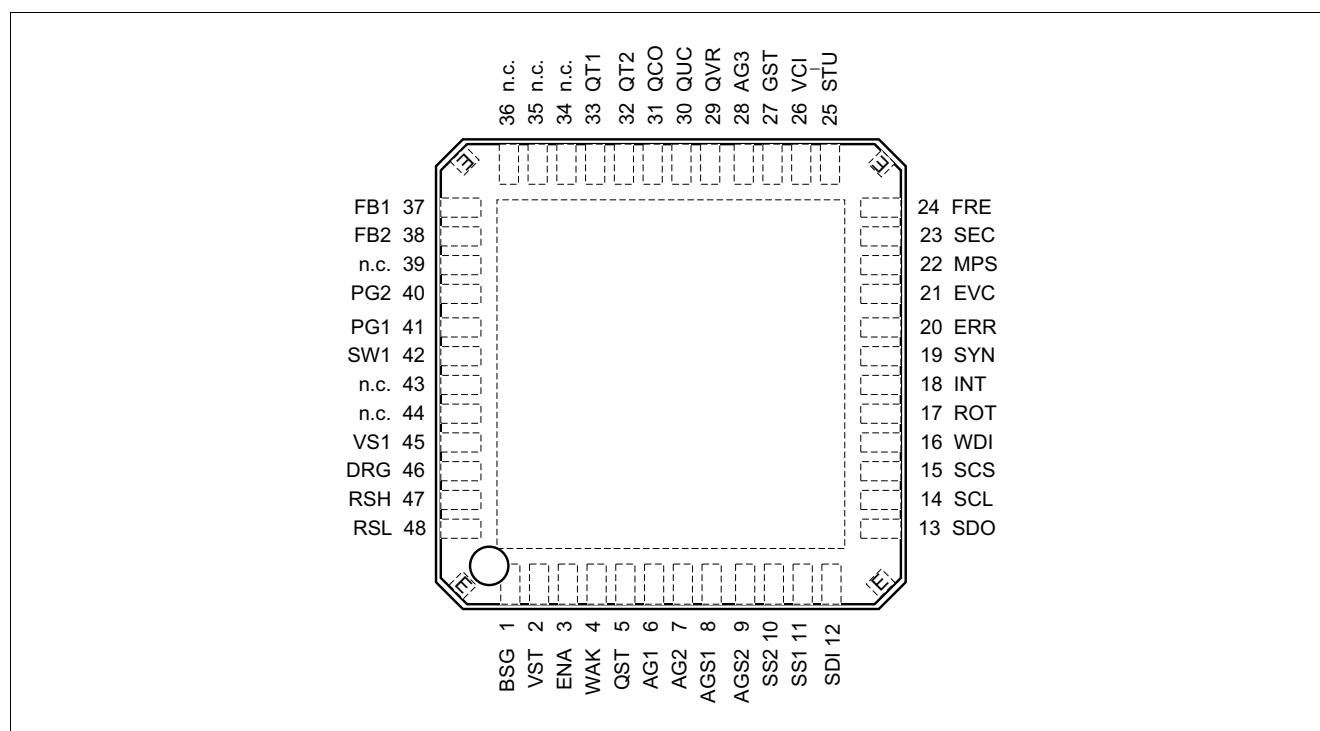 36 n.c.
35 n.c.
34 n.c.
33 QT1
32 QT2
31 QCO
30 QUC
29 QVR
28 AG3
27 GST
26 VCI
25 STU
E
E
FB1 37
FB2 38
n.c. 39
PG2 40
PG1 41
SW1 42
n.c. 43
n.c. 44
VS1 45
DRG 46
RSH 47
RSL 48
24 FRE
23 SEC
22 MPS
21 EVC
20 ERR
19 SYN
18 INT
17 ROT
16 WDI
15 SCS
14 SCL
13 SDO
E
E
BSG 1
VST 2
ENA 3
WAK 4
QST 5
AG1 6
AG2 7
AGS1 8
AGS2 9
SS2 10
SS1 11
SDI 12